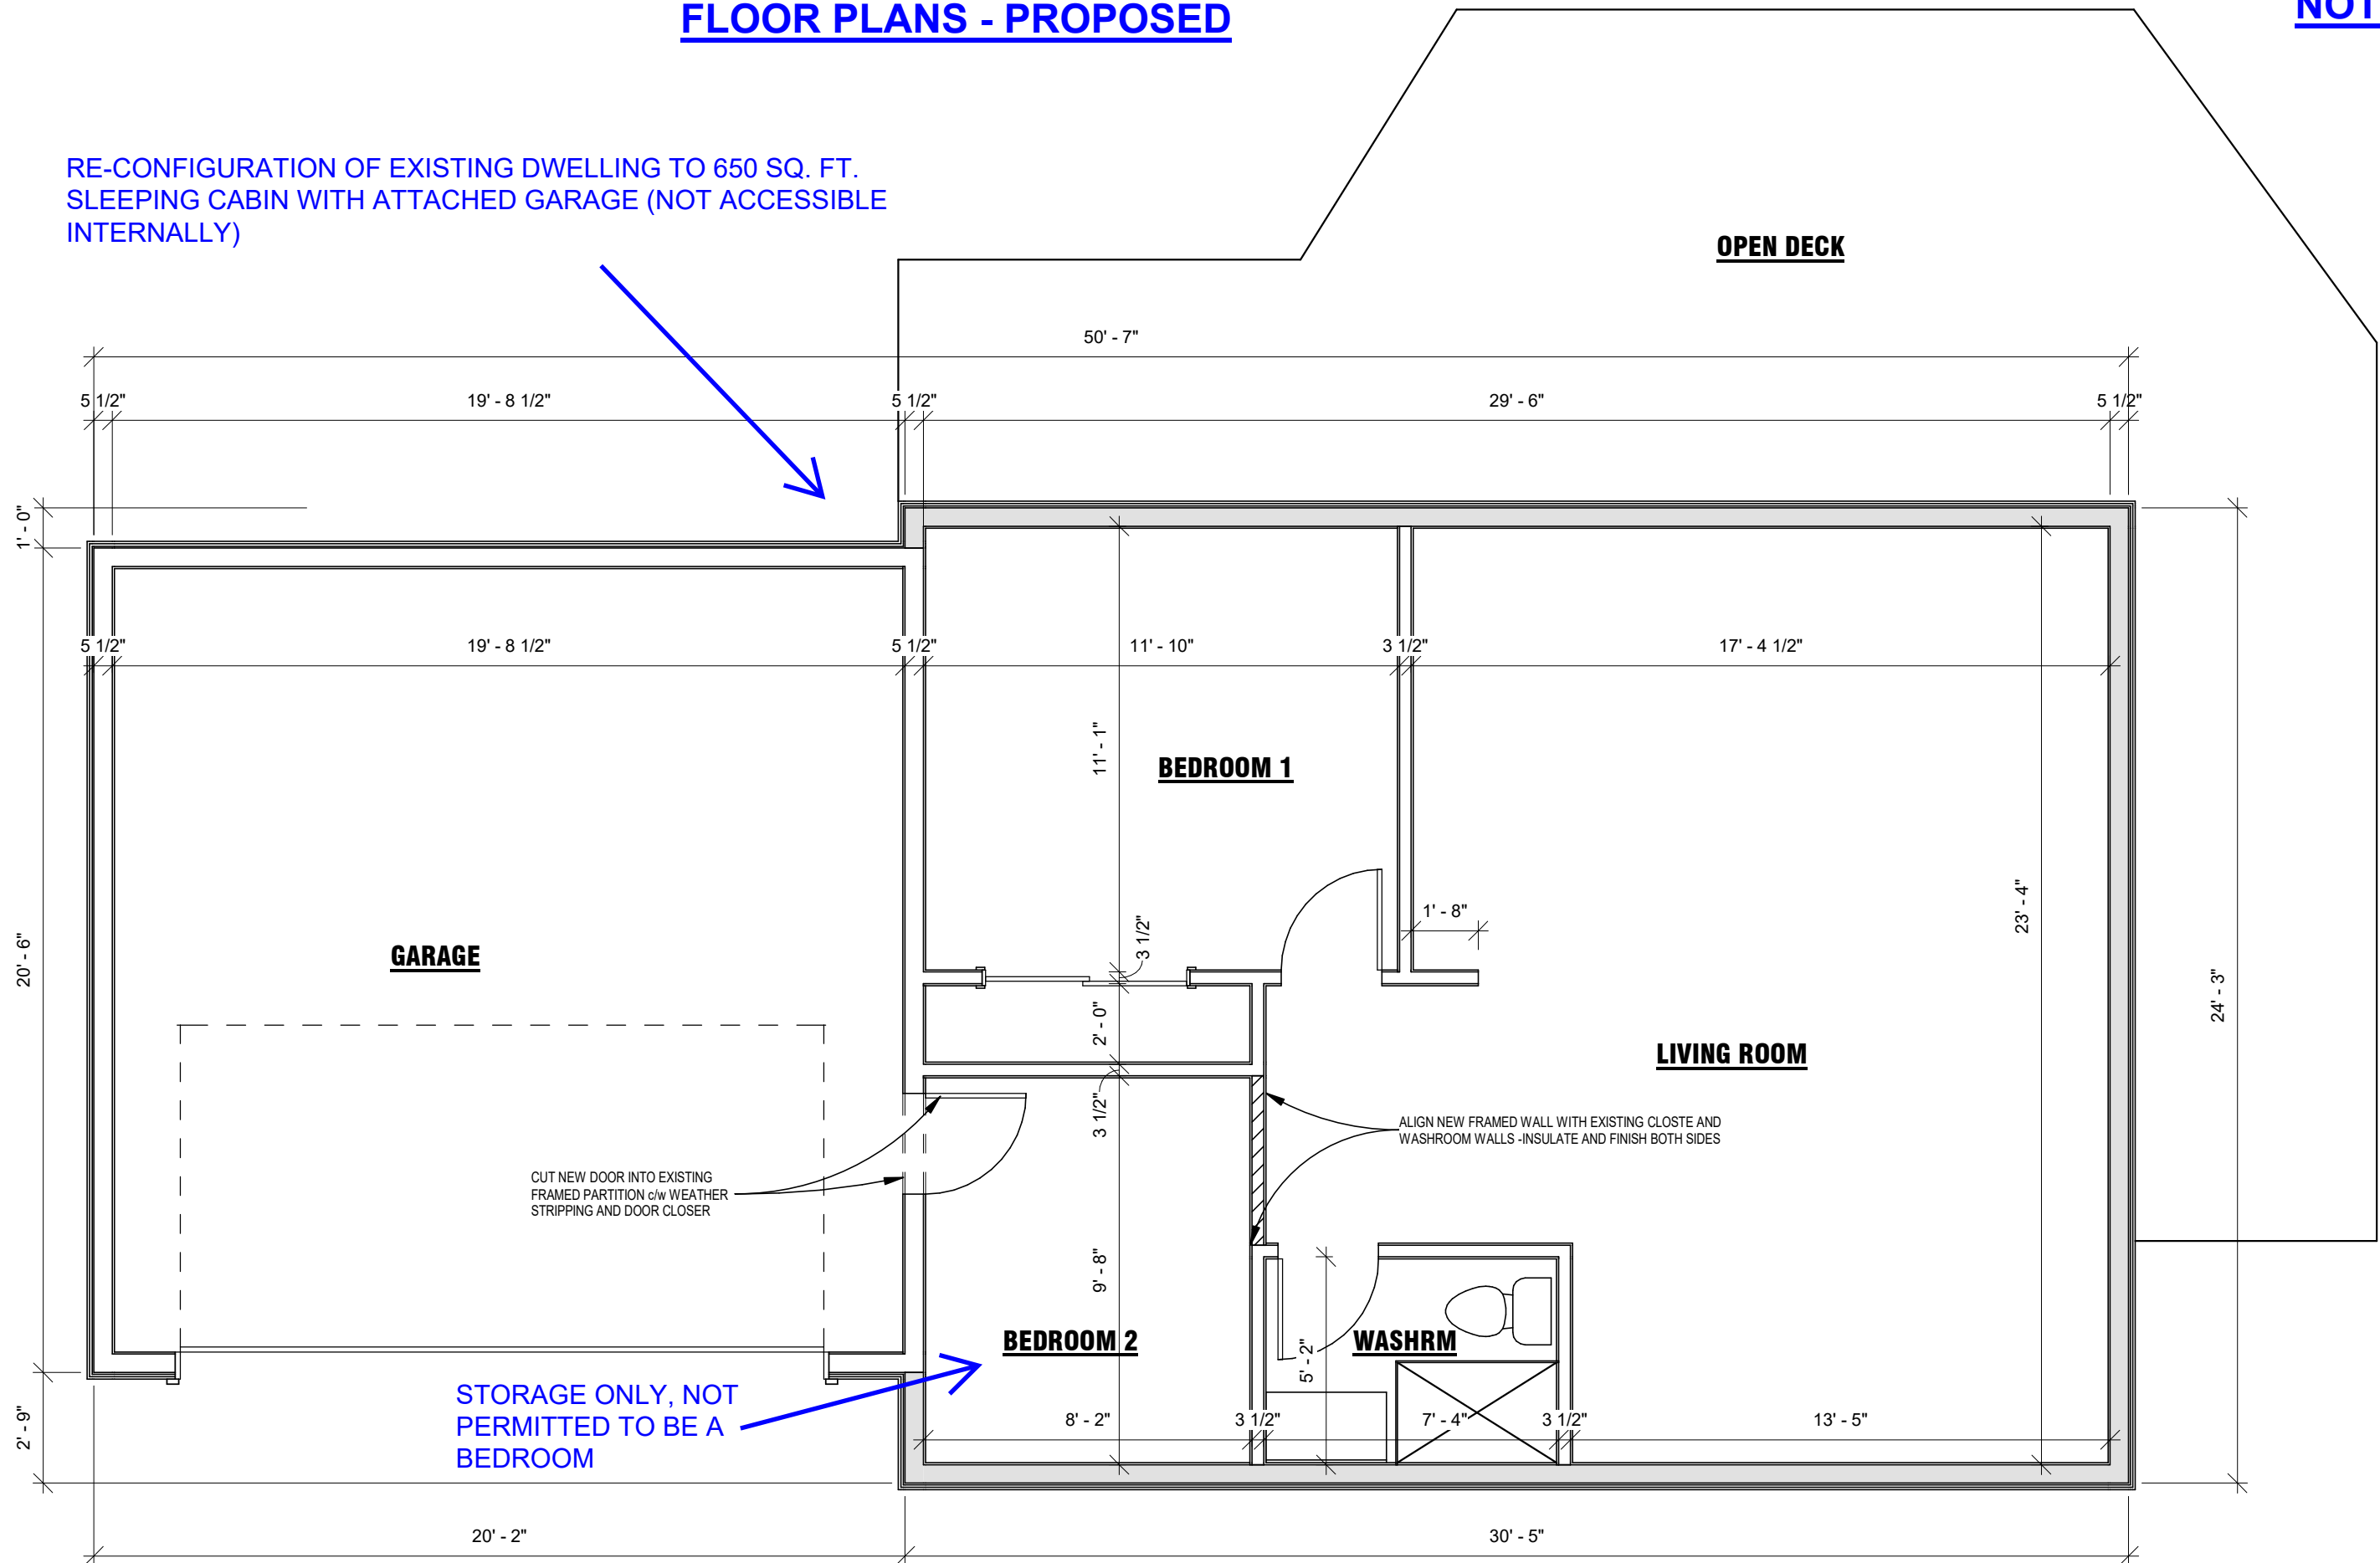 FLOOR PLANS - PROPOSED
NOT
RE-CONFIGURATION OF EXISTING DWELLING TO 650 SQ. FT.
SLEEPING CABIN WITH ATTACHED GARAGE (NOT ACCESSIBLE
INTERNALLY)
OPEN DECK
50' - 7"
5 1/2"
19' - 8 1/2"
5 1/2"
29' - 6"
5 1/2"
1' - 0"
5 1/2"
19' - 8 1/2"
5 1/2"
11' - 10"
3 1/2"
17' - 4 1/2"
11' - 1"
BEDROOM 1
23' - 4"
1' - 8"
3 1/2"
GARAGE
20' - 6"
24' - 3"
2' - 0"
LIVING ROOM
3 1/2"
ALIGN NEW FRAMED WALL WITH EXISTING CLOSTE AND
WASHROOM WALLS -INSULATE AND FINISH BOTH SIDES
CUT NEW DOOR INTO EXISTING
FRAMED PARTITION c/w WEATHER
STRIPPING AND DOOR CLOSER
9' - 8"
BEDROOM 2
WASHRM
5' - 2"
STORAGE ONLY, NOT
PERMITTED TO BE A
BEDROOM
2' - 9"
8' - 2"
3 1/2"
7' - 4"
3 1/2"
13' - 5"
20' - 2"
30' - 5"